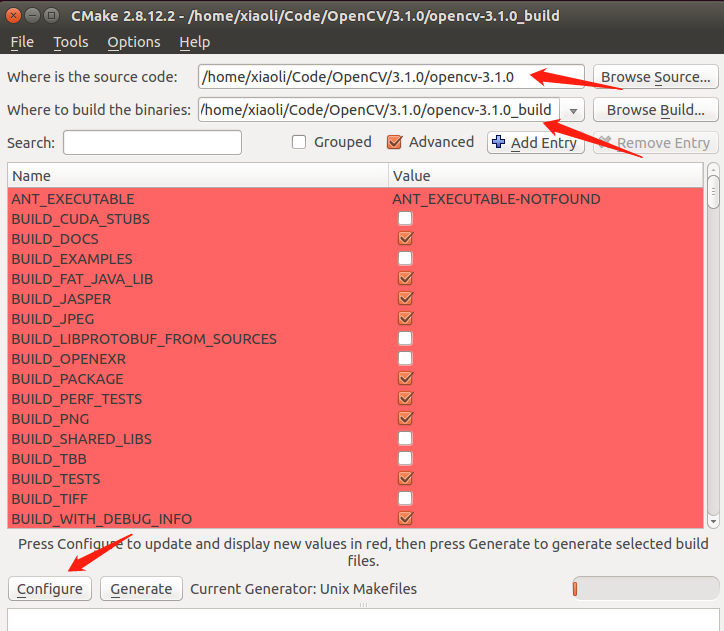 CMake 2.8.12.2 - /home/xiaoli/Code/OpenCV/3.1.0/opencv-3.1.0_build
File Tools Options Help
Where is the source code: /home/xiaoli/Code/OpenCV/3.1.0/opencv-3.1.0 Browse Source...
Where to build the binaries: /home/xiaoli/Code/OpenCV/3.1.0/opencv-3.1.0_build Browse Build...
Search: Grouped Advanced Add Entry Remove Entry
Name Value
ANT_EXECUTABLE ANT_EXECUTABLE-NOTFOUND
BUILD_CUDA_STUBS
BUILD_DOCS
BUILD_EXAMPLES
BUILD_FAT_JAVA_LIB
BUILD_JASPER
BUILD_JPEG
BUILD_LIBPROTOBUF_FROM_SOURCES
BUILD_OPENEXR
BUILD_PACKAGE
BUILD_PERF_TESTS
BUILD_PNG
BUILD_SHARED_LIBS
BUILD_TBB
BUILD_TESTS
BUILD_TIFF
BUILD_WITH_DEBUG_INFO
Press Configure to update and display new values in red, then press Generate to generate selected build
files.
Configure Generate Current Generator: Unix Makefiles